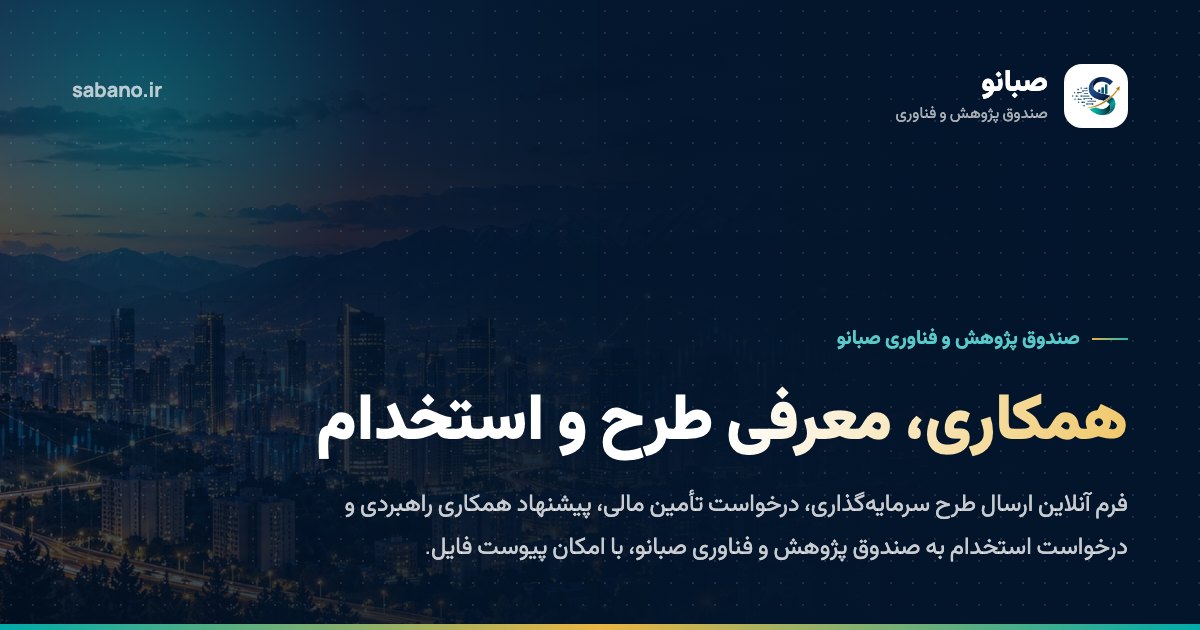 صبانو
صندوق پژوهش و فناوری
sabano.ir
صندوق پژوهش و فناوری صبانو
همکاری، معرفی طرح و استخدام
فرم آنلاین ارسال طرح سرمایه‌گذاری، درخواست تأمین مالی، پیشنهاد همکاری راهبردی و
درخواست استخدام به صندوق پژوهش و فناوری صبانو، با امکان پیوست فایل.